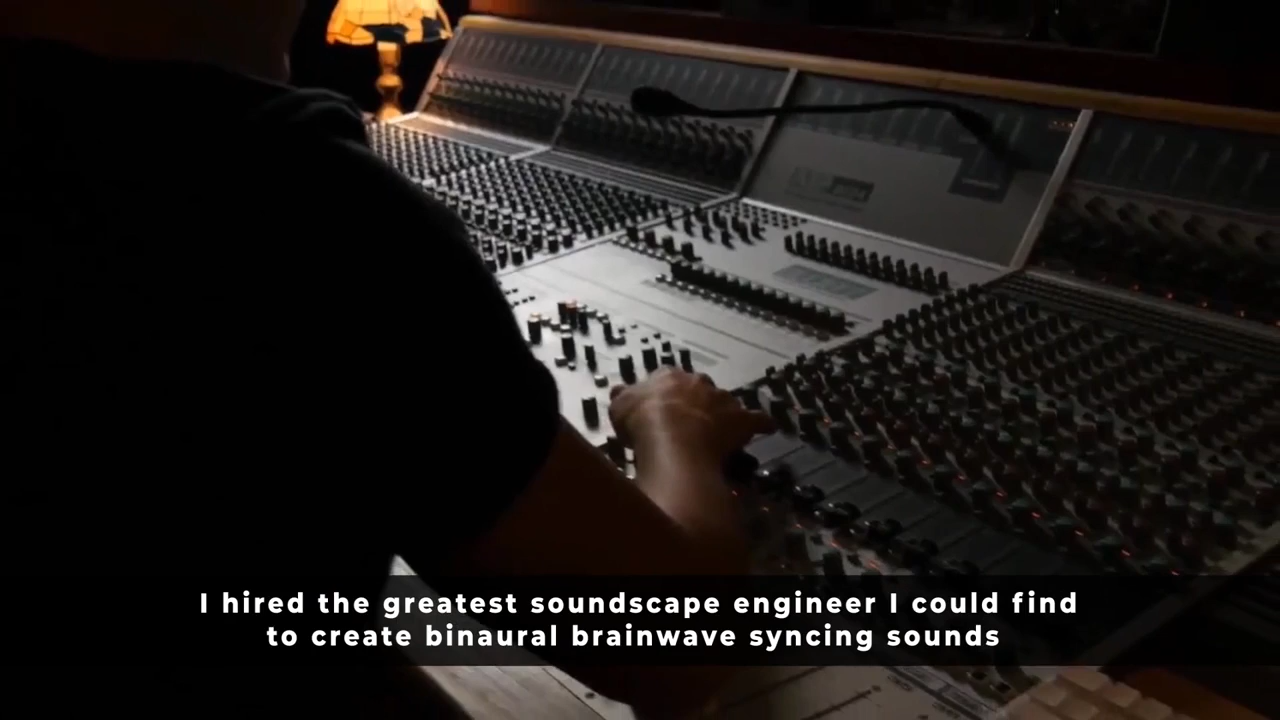 I hired the greatest soundscape engineer I could find
to create binaural brainwave syncing sounds